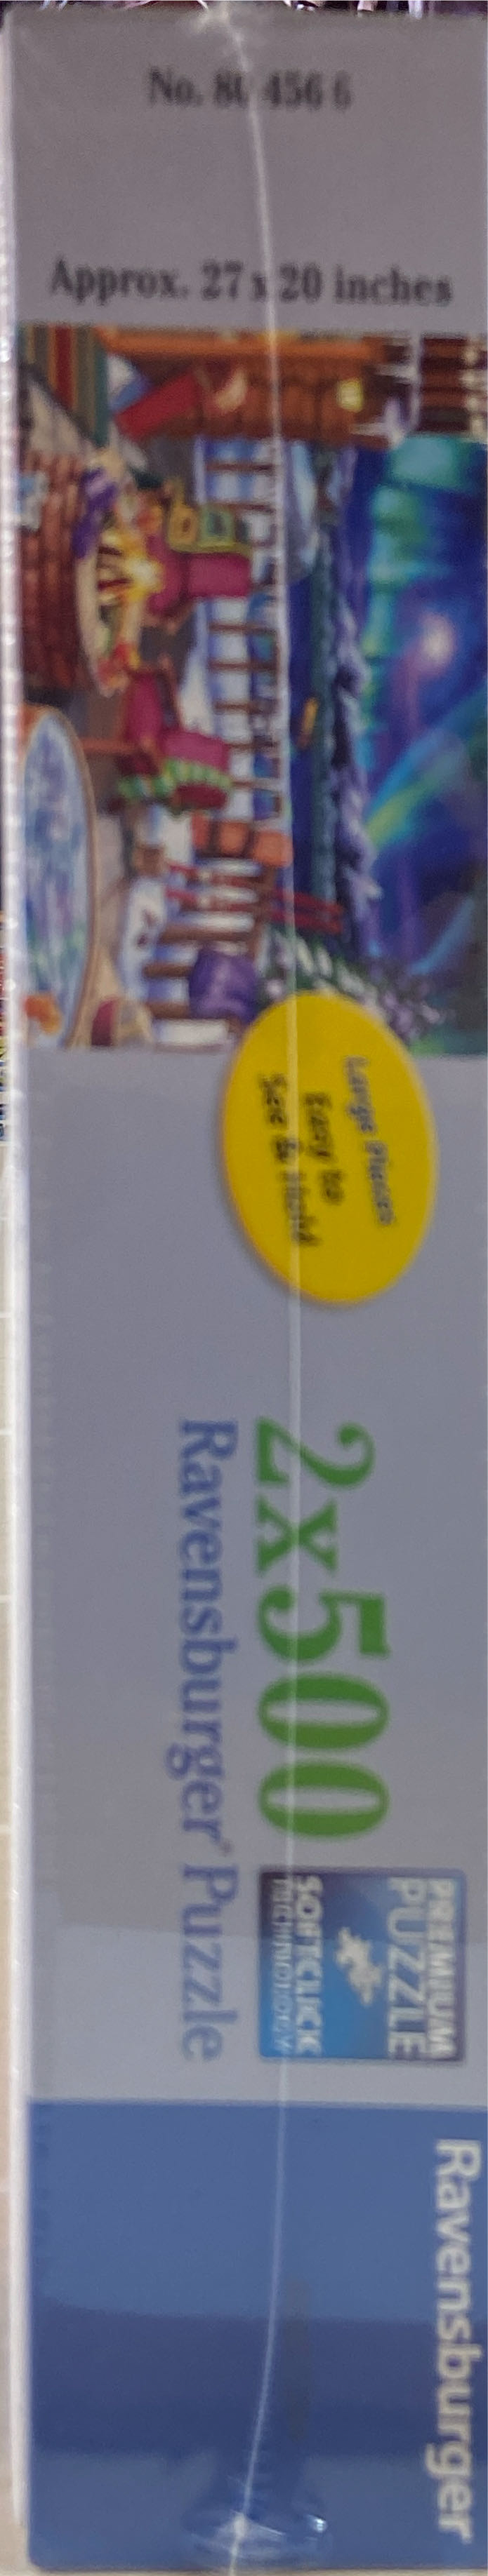 No. 80 456 6
Approx. 27 x 20 inches
Large Pieces
Easy to
See & Hold
2x500
Ravensburger® Puzzle
PREMIUM
PUZZLE
SOFTCLICK
TECHNOLOGY
Ravensburger